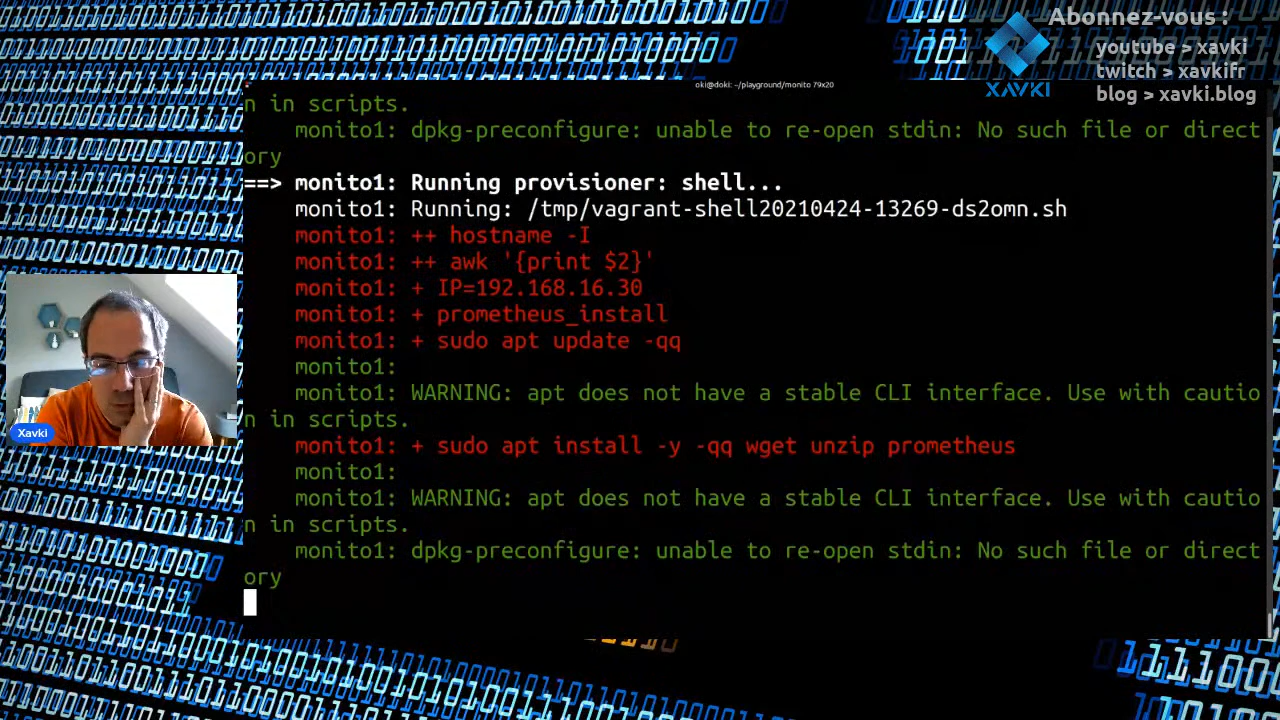 Abonnez-vous :
youtube > xavki
twitch > xavkifr
blog > xavki.blog
XAVKI
oki@doki: ~/playground/monito 79x20
n in scripts.
monito1: dpkg-preconfigure: unable to re-open stdin: No such file or direct
ory
==> monito1: Running provisioner: shell...
monito1: Running: /tmp/vagrant-shell20210424-13269-ds2omn.sh
monito1: ++ hostname -I
monito1: ++ awk '{print $2}'
monito1: + IP=192.168.16.30
monito1: + prometheus_install
monito1: + sudo apt update -qq
monito1:
monito1: WARNING: apt does not have a stable CLI interface. Use with cautio
n in scripts.
monito1: + sudo apt install -y -qq wget unzip prometheus
monito1:
monito1: WARNING: apt does not have a stable CLI interface. Use with cautio
n in scripts.
monito1: dpkg-preconfigure: unable to re-open stdin: No such file or direct
ory
Xavki